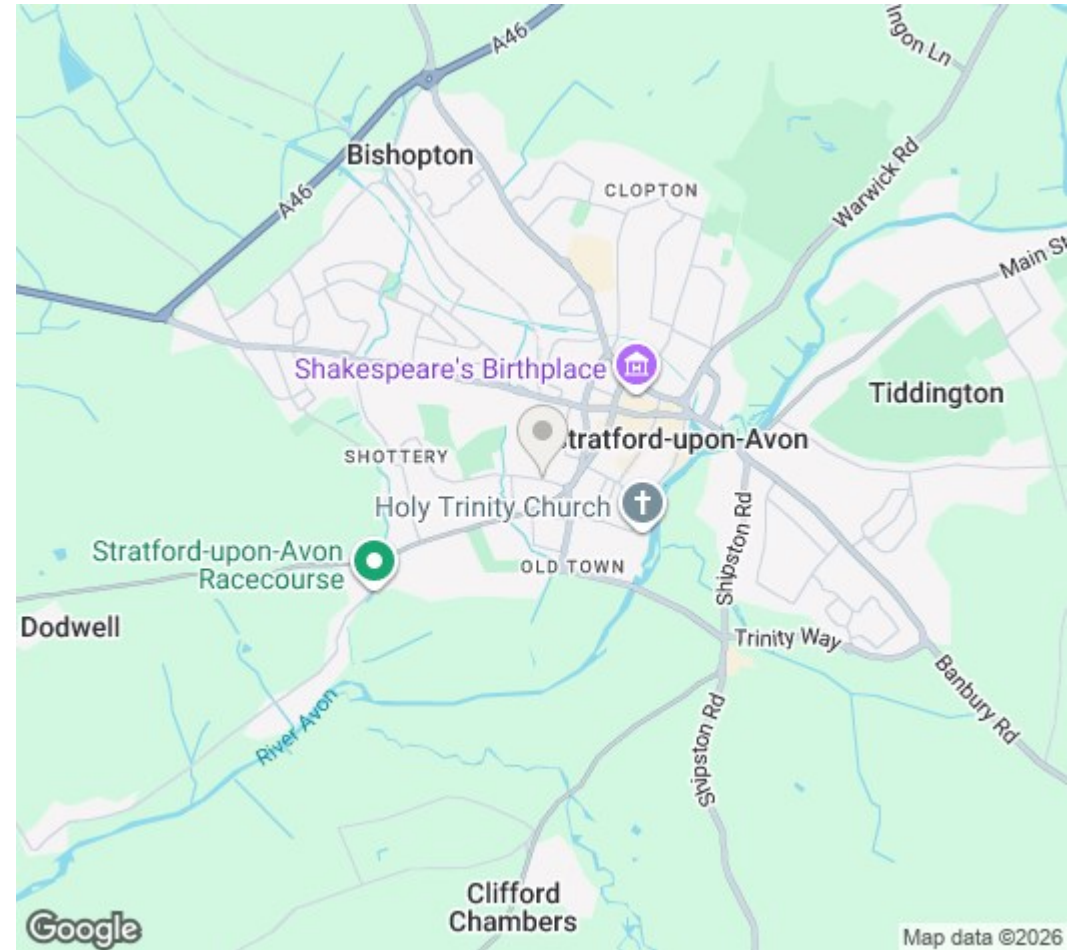 A46
Ingon Ln
Bishopton
CLOPTON
A46
Warwick Rd
Main St
Shakespeare's Birthplace
Tiddington
tratford-upon-Avon
SHOTTERY
Holy Trinity Church
Stratford-upon-Avon
Racecourse
OLD TOWN
Shipston Rd
Dodwell
Trinity Way
Banbury Rd
River Avon
Shipston Rd
Clifford
Chambers
Google
Map data ©2026